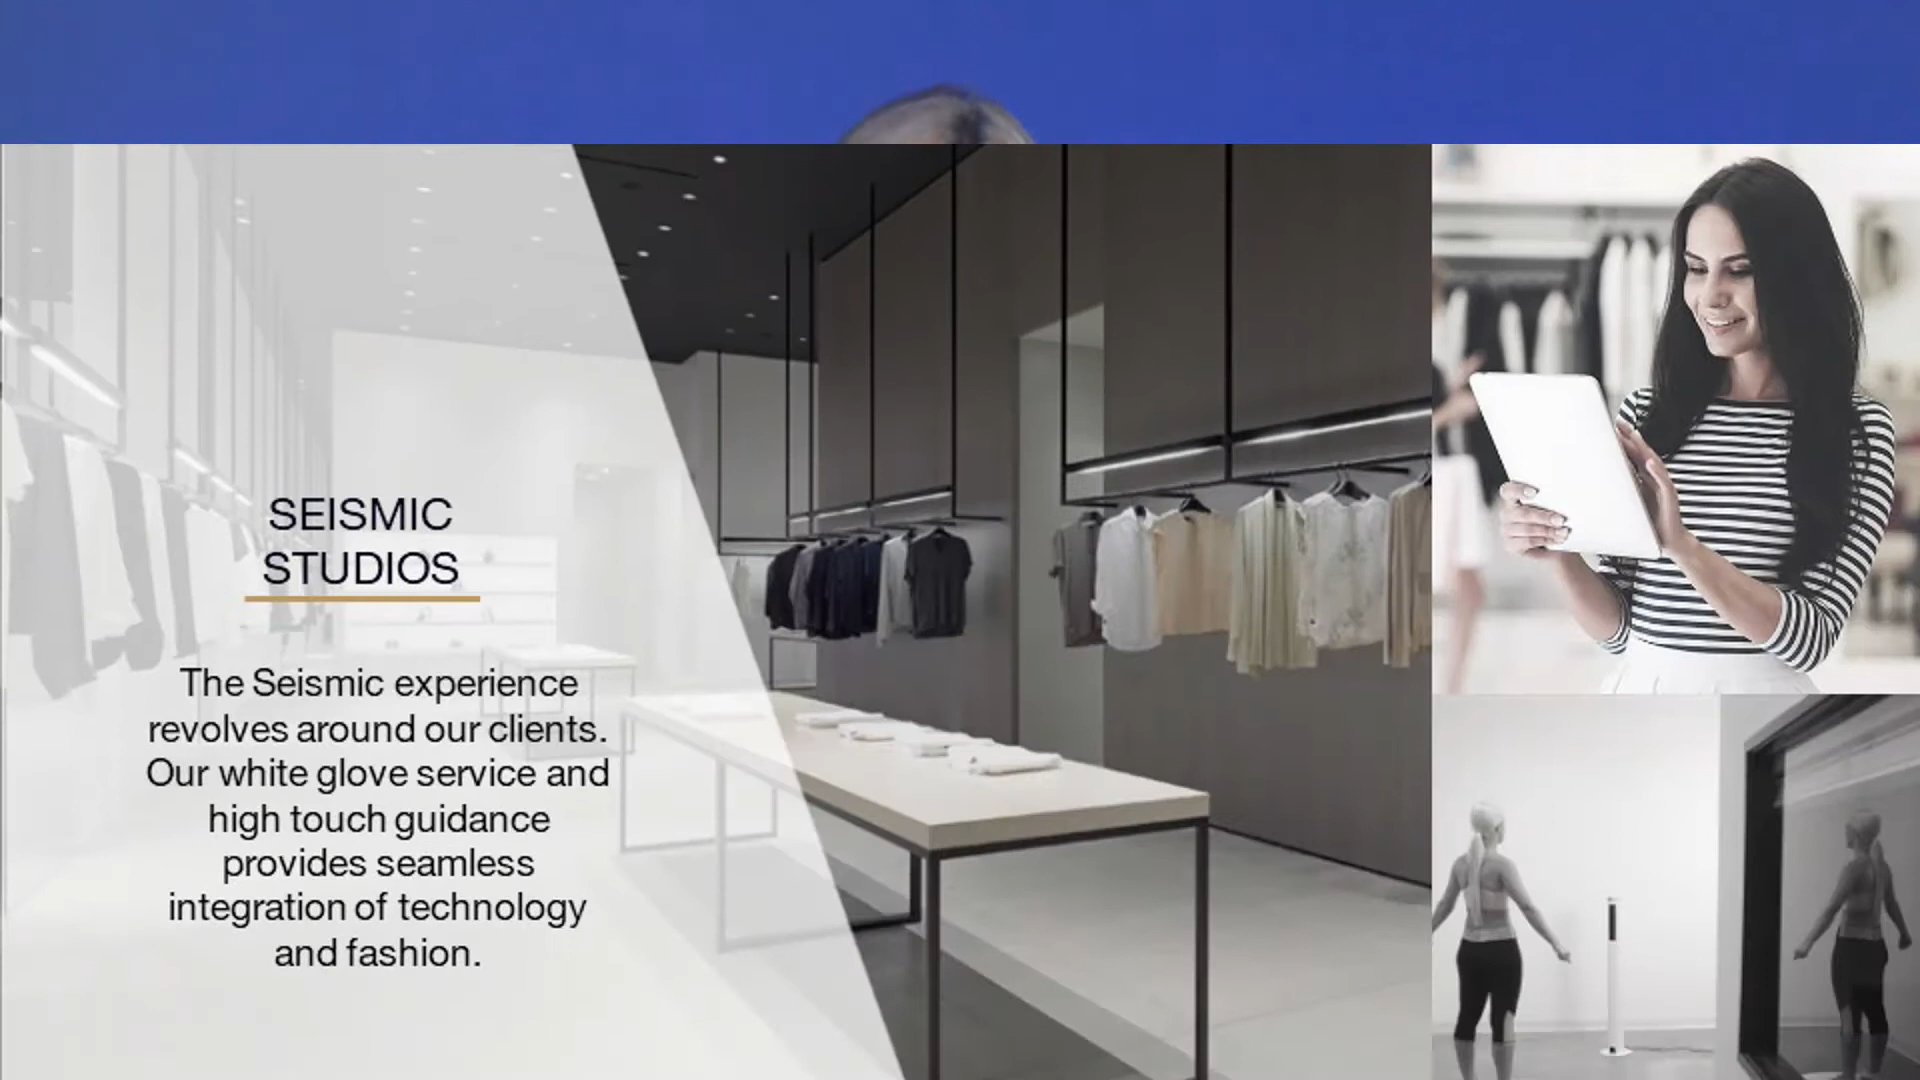 SEISMIC
STUDIOS
The Seismic experience
revolves around our clients.
Our white glove service and
high touch guidance
provides seamless
integration of technology
and fashion.